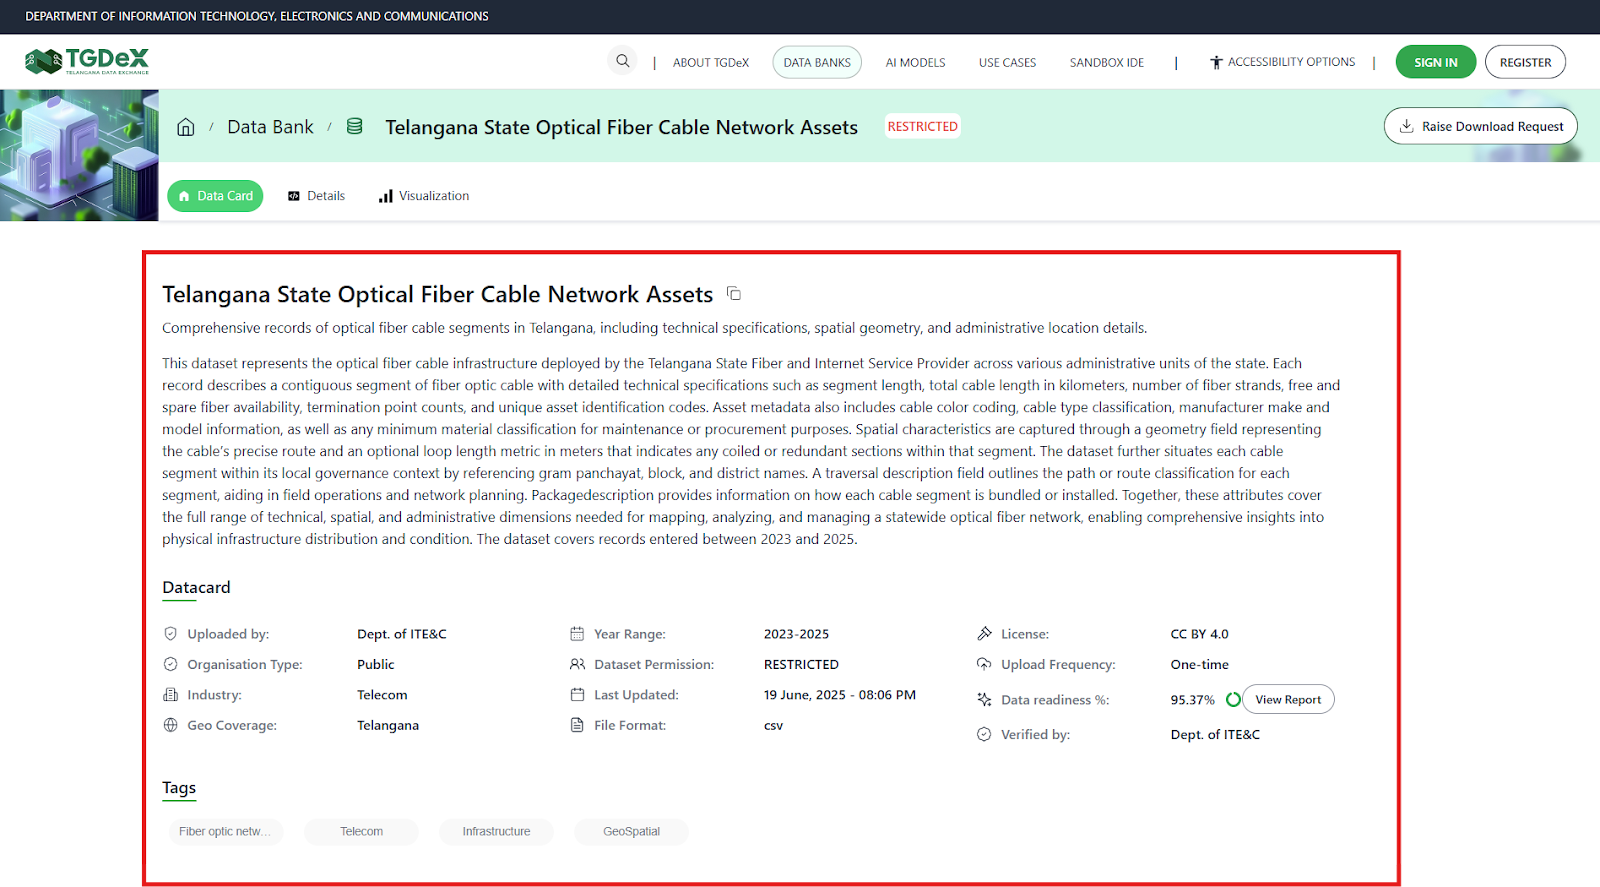 DEPARTMENT OF INFORMATION TECHNOLOGY, ELECTRONICS AND COMMUNICATIONS
TGDeX
TELANGANA DATA EXCHANGE
| ABOUT TGDeX DATA BANKS AI MODELS USE CASES SANDBOX IDE | ACCESSIBILITY OPTIONS | SIGN IN REGISTER
/ Data Bank / Telangana State Optical Fiber Cable Network Assets RESTRICTED Raise Download Request
Data Card Details Visualization
Telangana State Optical Fiber Cable Network Assets
Comprehensive records of optical fiber cable segments in Telangana, including technical specifications, spatial geometry, and administrative location details.
This dataset represents the optical fiber cable infrastructure deployed by the Telangana State Fiber and Internet Service Provider across various administrative units of the state. Each
record describes a contiguous segment of fiber optic cable with detailed technical specifications such as segment length, total cable length in kilometers, number of fiber strands, free and
spare fiber availability, termination point counts, and unique asset identification codes. Asset metadata also includes cable color coding, cable type classification, manufacturer make and
model information, as well as any minimum material classification for maintenance or procurement purposes. Spatial characteristics are captured through a geometry field representing
the cable's precise route and an optional loop length metric in meters that indicates any coiled or redundant sections within that segment. The dataset further situates each cable
segment within its local governance context by referencing gram panchayat, block, and district names. A traversal description field outlines the path or route classification for each
segment, aiding in field operations and network planning. Packagedescription provides information on how each cable segment is bundled or installed. Together, these attributes cover
the full range of technical, spatial, and administrative dimensions needed for mapping, analyzing, and managing a statewide optical fiber network, enabling comprehensive insights into
physical infrastructure distribution and condition. The dataset covers records entered between 2023 and 2025.
Datacard
Uploaded by: Dept. of ITE&C Year Range: 2023-2025 License: CC BY 4.0
Organisation Type: Public Dataset Permission: RESTRICTED Upload Frequency: One-time
Industry: Telecom Last Updated: 19 June, 2025 - 08:06 PM Data readiness %: 95.37% View Report
Geo Coverage: Telangana File Format: csv Verified by: Dept. of ITE&C
Tags
Fiber optic netw... Telecom Infrastructure GeoSpatial